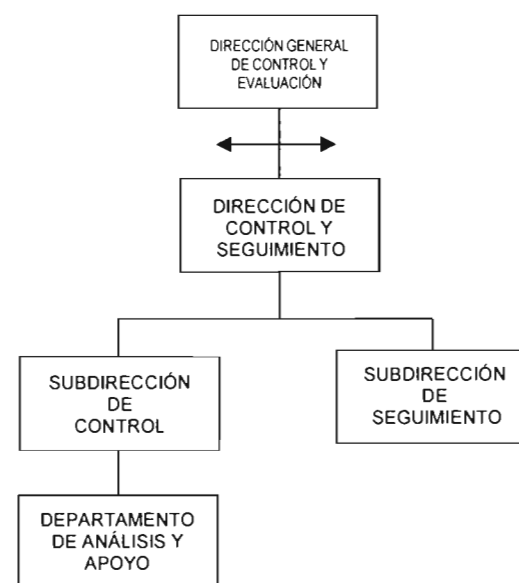 DIRECCIÓN GENERAL
DE CONTROL Y
EVALUACIÓN
DIRECCIÓN DE
CONTROL Y
SEGUIMIENTO
SUBDIRECCIÓN
DE
CONTROL
SUBDIRECCIÓN
DE
SEGUIMIENTO
DEPARTAMENTO
DE ANÁLISIS Y
APOYO